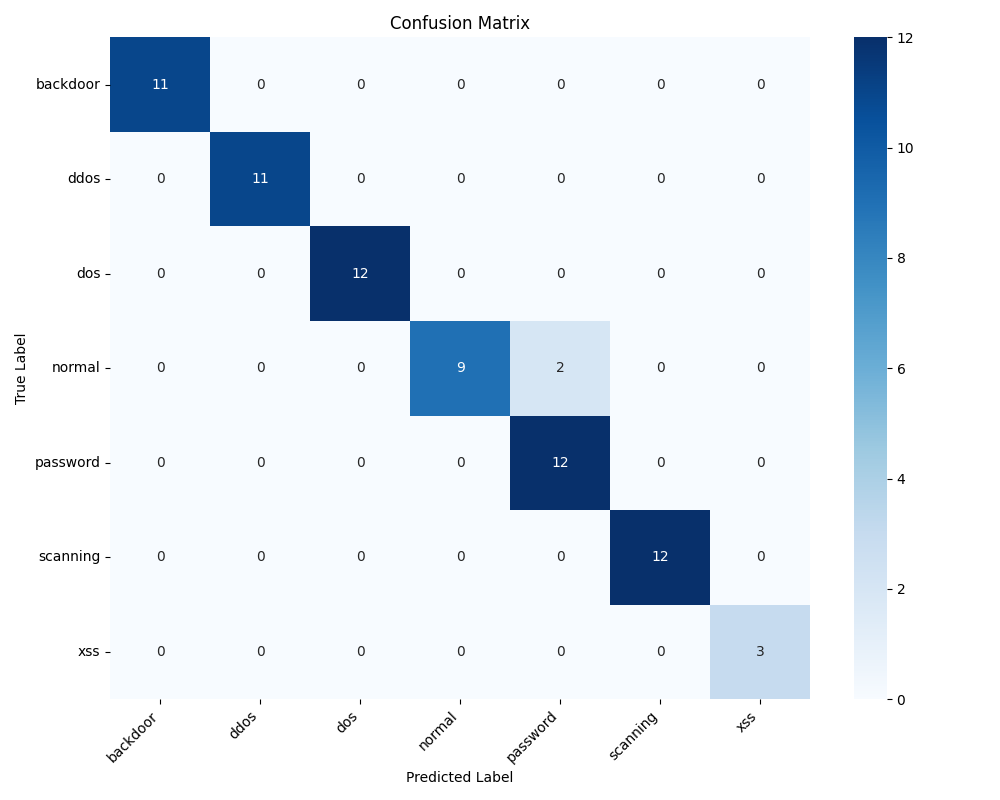 Confusion Matrix
True Label
backdoor 11 0 0 0 0 0 0
ddos 0 11 0 0 0 0 0
dos 0 0 12 0 0 0 0
normal 0 0 0 9 2 0 0
password 0 0 0 0 12 0 0
scanning 0 0 0 0 0 12 0
xss 0 0 0 0 0 0 3
backdoor ddos dos normal password scanning xss
Predicted Label
12
10
8
6
4
2
0